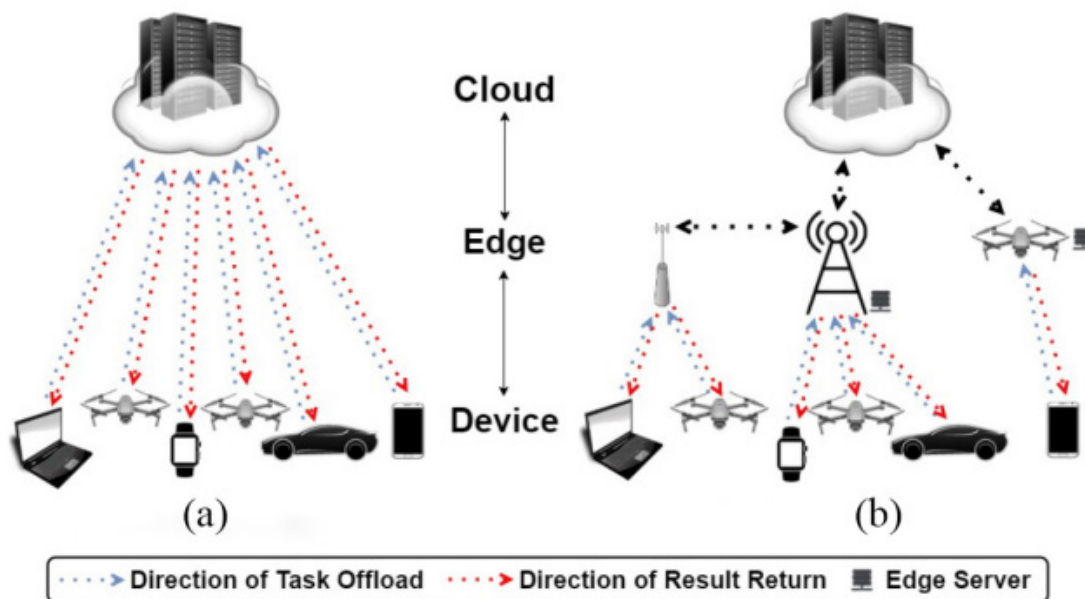 Cloud
Edge
Device
(a)
(b)
Direction of Task Offload
Direction of Result Return
Edge Server